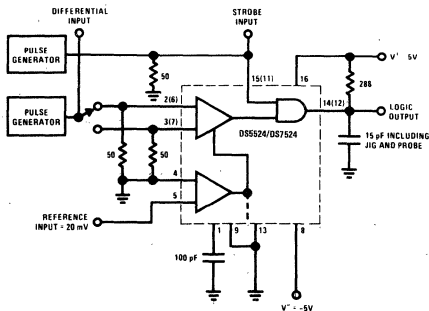 DIFFERENTIAL
INPUT
STROBE
INPUT
PULSE
GENERATOR
50
15(11)
16
V+ 5V
288
PULSE
GENERATOR
2(6)
3(7)
DS5524/DS7524
14(12)
LOGIC
OUTPUT
50
50
15 pF INCLUDING
JIG AND PROBE
4
5
REFERENCE
INPUT = 20 mV
1
9
13
8
100 pF
V− = -5V